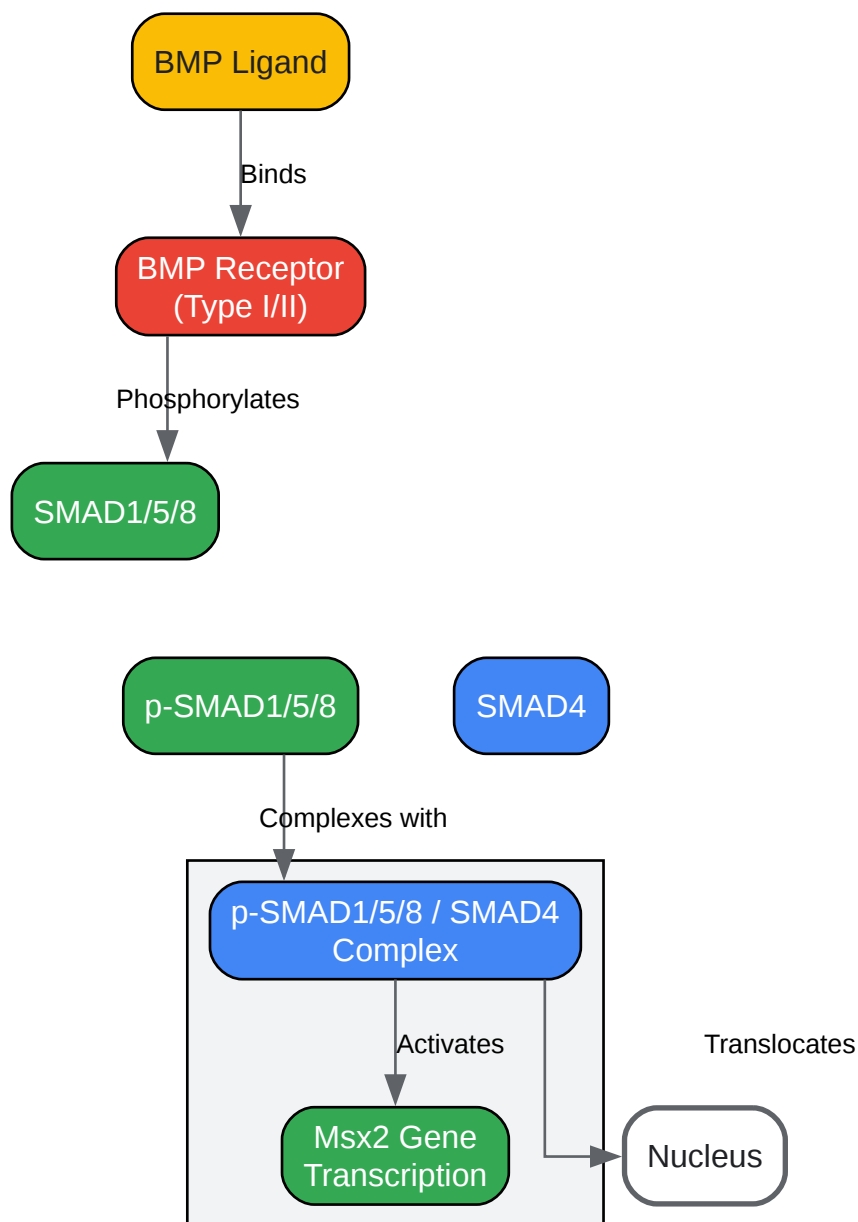 BMP Ligand
Binds
BMP Receptor
(Type I/II)
Phosphorylates
SMAD1/5/8
p-SMAD1/5/8
SMAD4
Complexes with
p-SMAD1/5/8 / SMAD4
Complex
Activates
Translocates
Msx2 Gene
Transcription
Nucleus